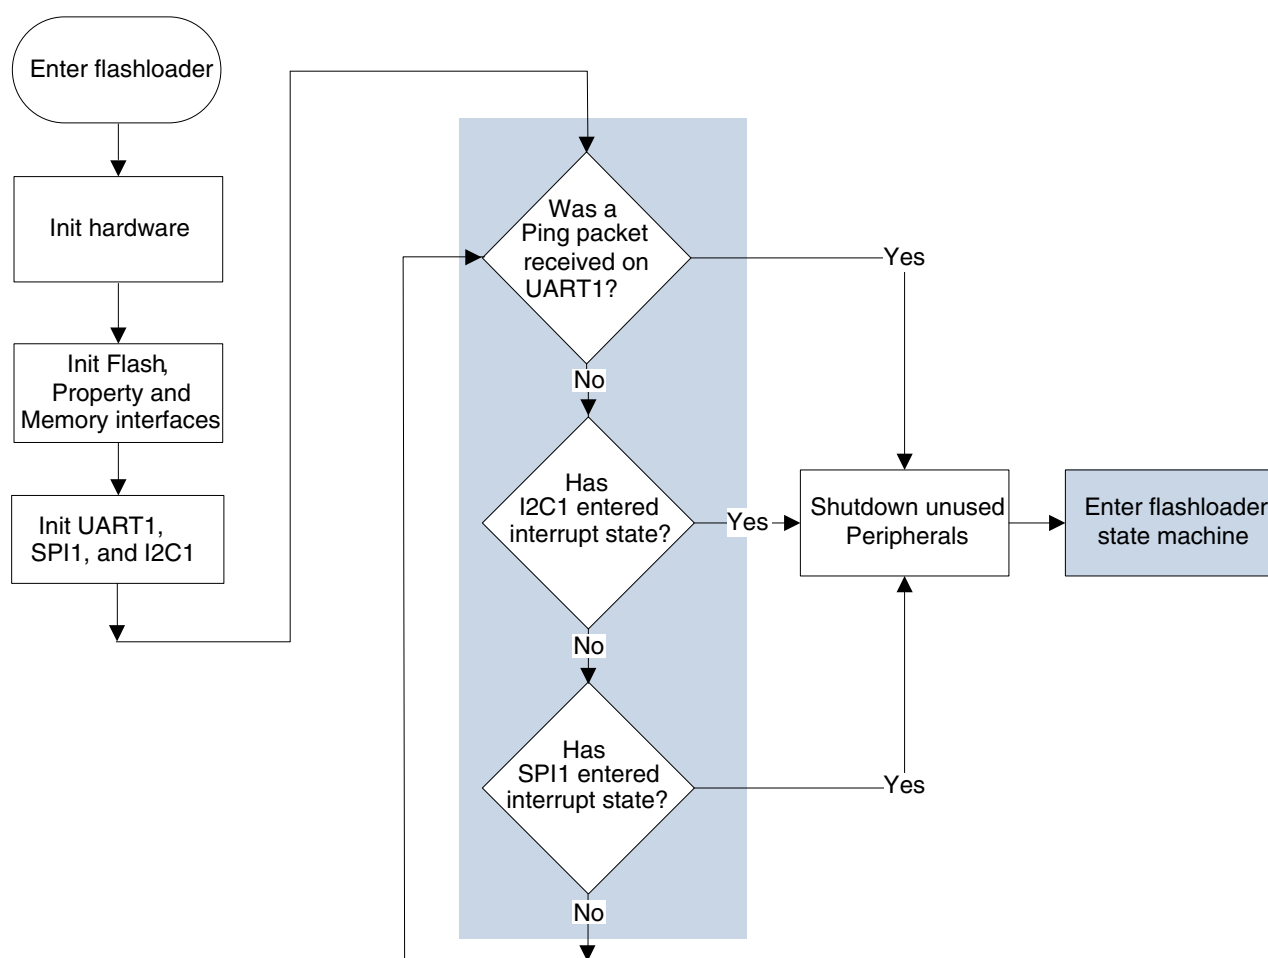 Enter flashloader
Init hardware
Init Flash,
Property and
Memory interfaces
Init UART1,
SPI1, and I2C1
Was a
Ping packet
received on
UART1?
Yes
No
Has
I2C1 entered
interrupt state?
Yes
No
Has
SPI1 entered
interrupt state?
Yes
No
Shutdown unused
Peripherals
Enter flashloader
state machine